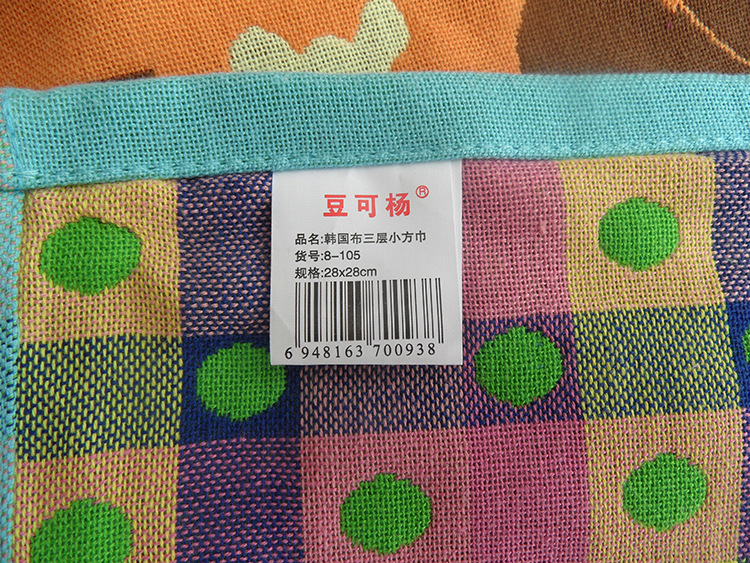 豆可杨®
品名:韩国布三层小方巾
货号:8-105
规格:28x28cm
6 948163 700938